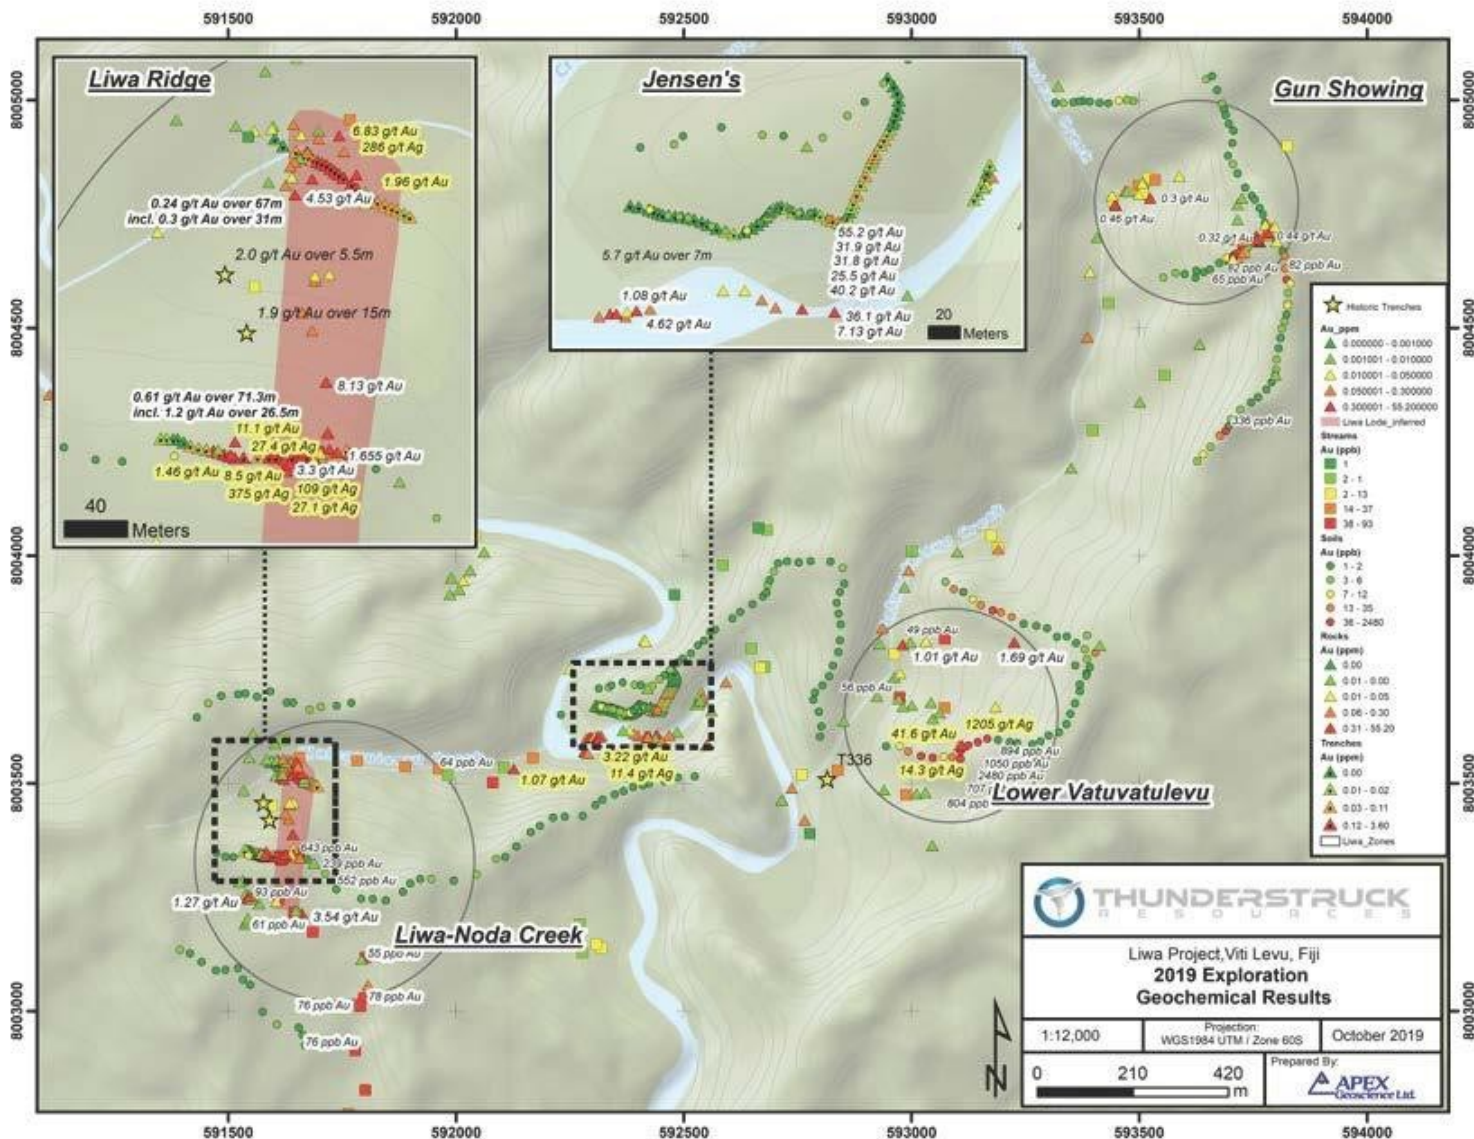 591500 592000 592500 593000 593500 594000
8005000
8004500
8004000
8003500
8003000
Liwa Ridge
6.83 g/t Au
286 g/t Ag
1.96 g/t Au
4.53 g/t Au
0.24 g/t Au over 67m
incl. 0.3 g/t Au over 31m
2.0 g/t Au over 5.5m
1.9 g/t Au over 15m
8.13 g/t Au
0.61 g/t Au over 71.3m
incl. 1.2 g/t Au over 26.5m
11.1 g/t Au
27.4 g/t Ag
1.655 g/t Au
1.46 g/t Au
8.5 g/t Au
3.3 g/t Au
375 g/t Ag
109 g/t Ag
27.1 g/t Ag
40
Meters
Jensen's
55.2 g/t Au
31.9 g/t Au
31.8 g/t Au
25.5 g/t Au
40.2 g/t Au
5.7 g/t Au over 7m
1.08 g/t Au
4.62 g/t Au
36.1 g/t Au
7.13 g/t Au
20
Meters
Gun Showing
0.46 g/t Au
0.3 g/t Au
0.32 g/t Au
0.44 g/t Au
82 ppb Au
82 ppb Au
65 ppb Au
336 ppb Au
49 ppb Au
1.01 g/t Au
1.69 g/t Au
56 ppb Au
1205 g/t Ag
41.6 g/t Au
14.3 g/t Ag
894 ppb Au
1050 ppb Au
2480 ppb Au
707
804 ppb
Lower Vatuvatulevu
T336
64 ppb Au
3.22 g/t Au
11.4 g/t Ag
1.07 g/t Au
643 ppb Au
552 ppb Au
93 ppb Au
1.27 g/t Au
61 ppb Au
3.54 g/t Au
Liwa-Noda Creek
55 ppb Au
78 ppb Au
76 ppb Au
76 ppb Au
Historic Trenches
Au_ppm
0.000000 - 0.001000
0.001001 - 0.010000
0.010001 - 0.050000
0.050001 - 0.300000
0.300001 - 55.200000
Liwa Lode_inferred
Streams
Au (ppb)
1
2 - 1
2 - 13
14 - 37
38 - 93
Soils
Au (ppb)
1 - 2
3 - 6
7 - 12
13 - 35
36 - 2480
Rocks
Au (ppm)
0.00
0.01 - 0.00
0.01 - 0.05
0.06 - 0.30
0.31 - 55.20
Trenches
Au (ppm)
0.00
0.01 - 0.02
0.03 - 0.11
0.12 - 3.60
Liwa_Zones
THUNDERSTRUCK
RESOURCES
Liwa Project,Viti Levu, Fiji
2019 Exploration
Geochemical Results
1:12,000
Projection:
WGS1984 UTM / Zone 60S
October 2019
N
0 210 420
m
Prepared By:
APEX
Geoscience Ltd.
8005000
8004500
8004000
8003500
8003000
591500 592000 592500 593000 593500 594000